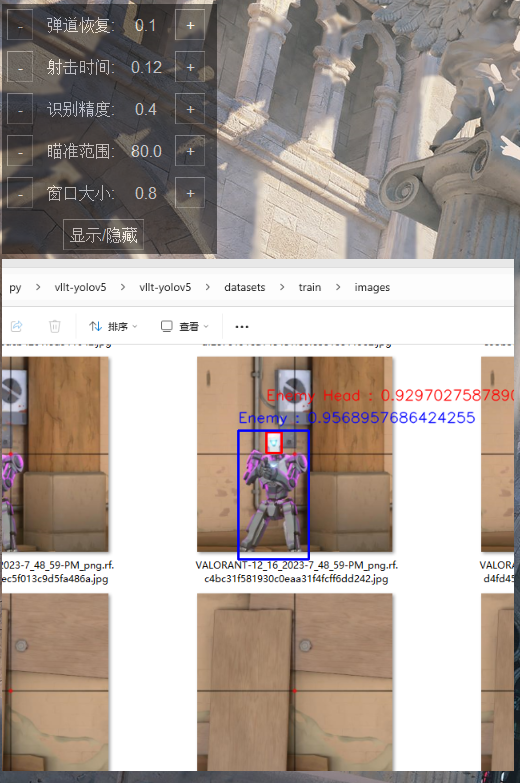 - 弹道恢复: 0.1 +
- 射击时间: 0.12 +
- 识别精度: 0.4 +
- 瞄准范围: 80.0 +
- 窗口大小: 0.8 +
显示/隐藏
py > vllt-yolov5 > vllt-yolov5 > datasets > train > images
排序 查看 •••
Enemy Head : 0.9297027587890
Enemy : 0.9568957686424255
2023-7_48_59-PM_png.rf. VALORANT-12_16_2023-7_48_59-PM_png.rf. VALORA
ec5f013c9d5fa486a.jpg c4bc31f581930c0eaa31f4fcff6dd242.jpg d4fd45